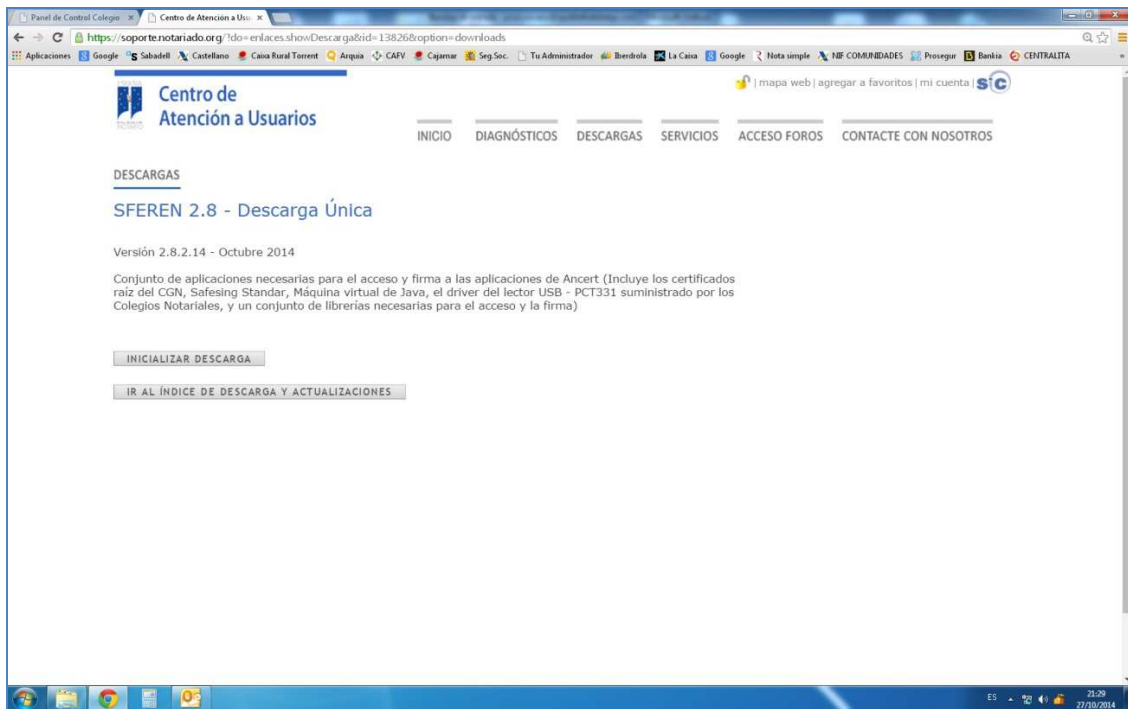 Panel de Control Colegio
Centro de Atención a Usu
https://soporte.notariado.org/?do=enlaces.showDescarga&rid=13826&option=downloads
Aplicaciones Google Sabadell Castellano Caixa Rural Torrent Arquia CAFV Cajamar Seg.Soc. Tu Administrador Iberdrola La Caixa Google Nota simple NIF COMUNIDADES Prosegur Bankia CENTRALITA
| mapa web | agregar a favoritos | mi cuenta | sic
Centro de
Atención a Usuarios
INICIO DIAGNÓSTICOS DESCARGAS SERVICIOS ACCESO FOROS CONTACTE CON NOSOTROS
DESCARGAS
SFEREN 2.8 - Descarga Única
Versión 2.8.2.14 - Octubre 2014
Conjunto de aplicaciones necesarias para el acceso y firma a las aplicaciones de Ancert (Incluye los certificados
raíz del CGN, Safesing Standar, Máquina virtual de Java, el driver del lector USB - PCT331 suministrado por los
Colegios Notariales, y un conjunto de librerías necesarias para el acceso y la firma)
INICIALIZAR DESCARGA
IR AL ÍNDICE DE DESCARGA Y ACTUALIZACIONES
ES 21:29
27/10/2014